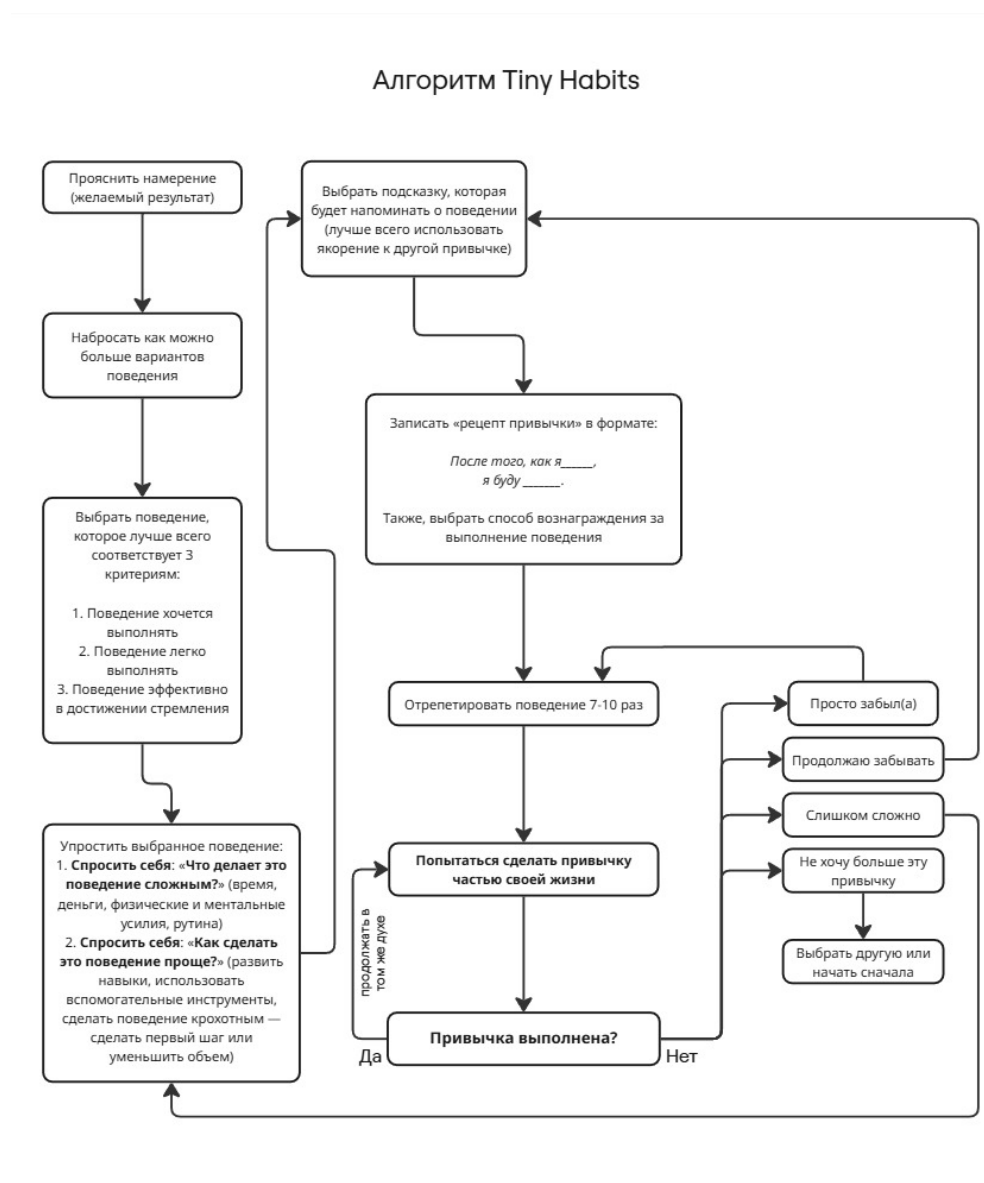 Алгоритм Tiny Habits
Прояснить намерение
(желаемый результат)
Набросать как можно
больше вариантов
поведения
Выбрать поведение,
которое лучше всего
соответствует 3
критериям:
1. Поведение хочется
выполнять
2. Поведение легко
выполнять
3. Поведение эффективно
в достижении стремления
Упростить выбранное поведение:
1. Спросить себя: «Что делает это
поведение сложным?» (время,
деньги, физические и ментальные
усилия, рутина)
2. Спросить себя: «Как сделать
это поведение проще?» (развить
навыки, использовать
вспомогательные инструменты,
сделать поведение крохотным —
сделать первый шаг или
уменьшить объем)
Выбрать подсказку, которая
будет напоминать о поведении
(лучше всего использовать
якорение к другой привычке)
Записать «рецепт привычки» в формате:
После того, как я______,
я буду _______.
Также, выбрать способ вознаграждения за
выполнение поведения
Отрепетировать поведение 7-10 раз
Попытаться сделать привычку
частью своей жизни
продолжать в
том же духе
Привычка выполнена?
Да
Нет
Просто забыл(а)
Продолжаю забывать
Слишком сложно
Не хочу больше эту
привычку
Выбрать другую или
начать сначала